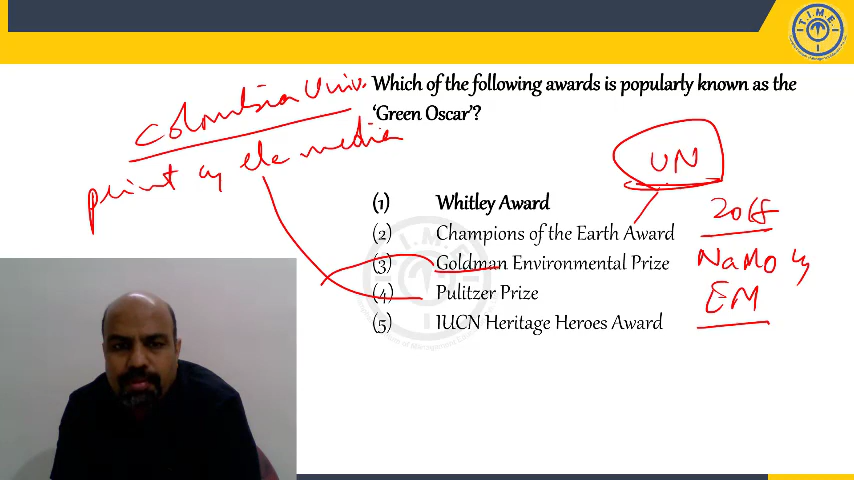 T.I.M.E.
Which of the following awards is popularly known as the
'Green Oscar'?
Colombia Univ.
print & ele media
UN
(1) Whitley Award
2018
(2) Champions of the Earth Award
(3) Goldman Environmental Prize
NaMo &
(4) Pulitzer Prize
EM
(5) IUCN Heritage Heroes Award